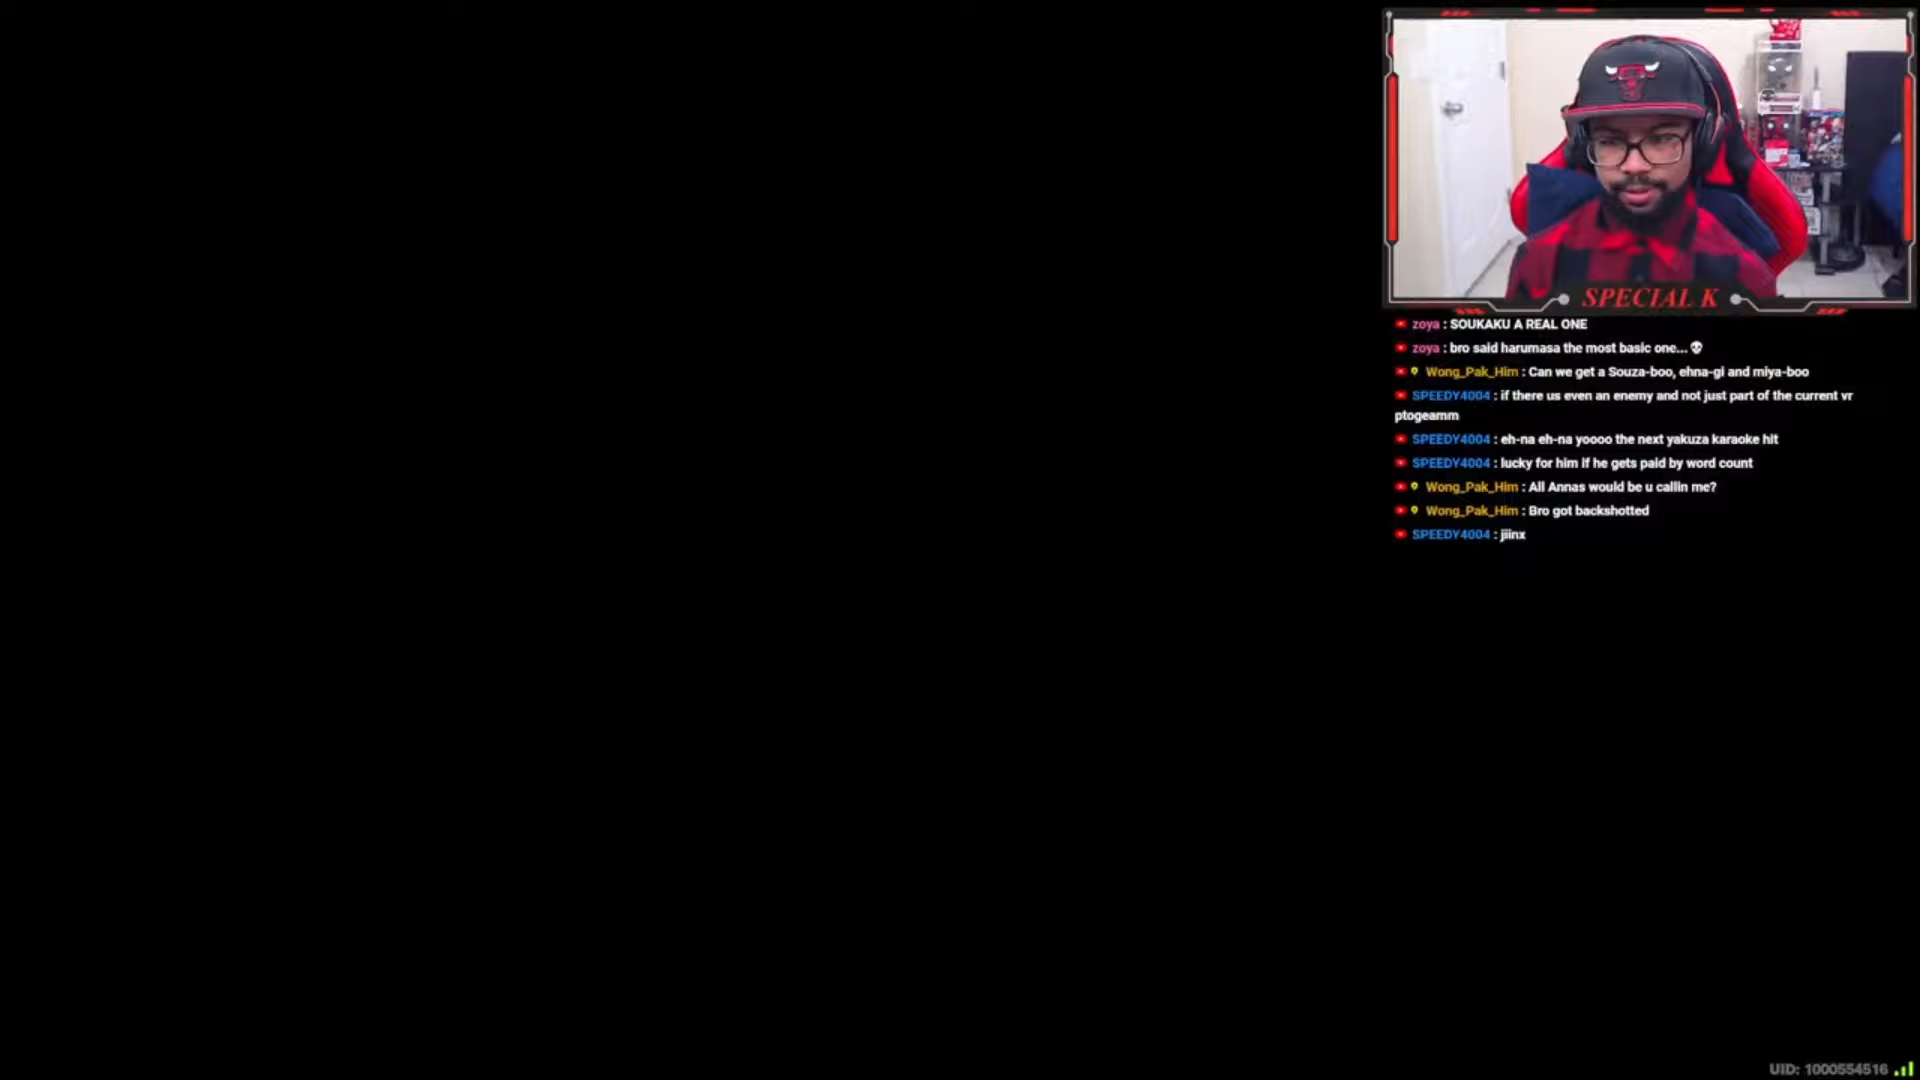 SPECIAL K
zoya : SOUKAKU A REAL ONE
zoya : bro said harumasa the most basic one...
Wong_Pak_Him : Can we get a Souza-boo, ehna-gi and miya-boo
SPEEDY4004 : if there us even an enemy and not just part of the current vr
ptogeamm
SPEEDY4004 : eh-na eh-na yoooo the next yakuza karaoke hit
SPEEDY4004 : lucky for him if he gets paid by word count
Wong_Pak_Him : All Annas would be u callin me?
Wong_Pak_Him : Bro got backshotted
SPEEDY4004 : jiinx
UID: 1000554516